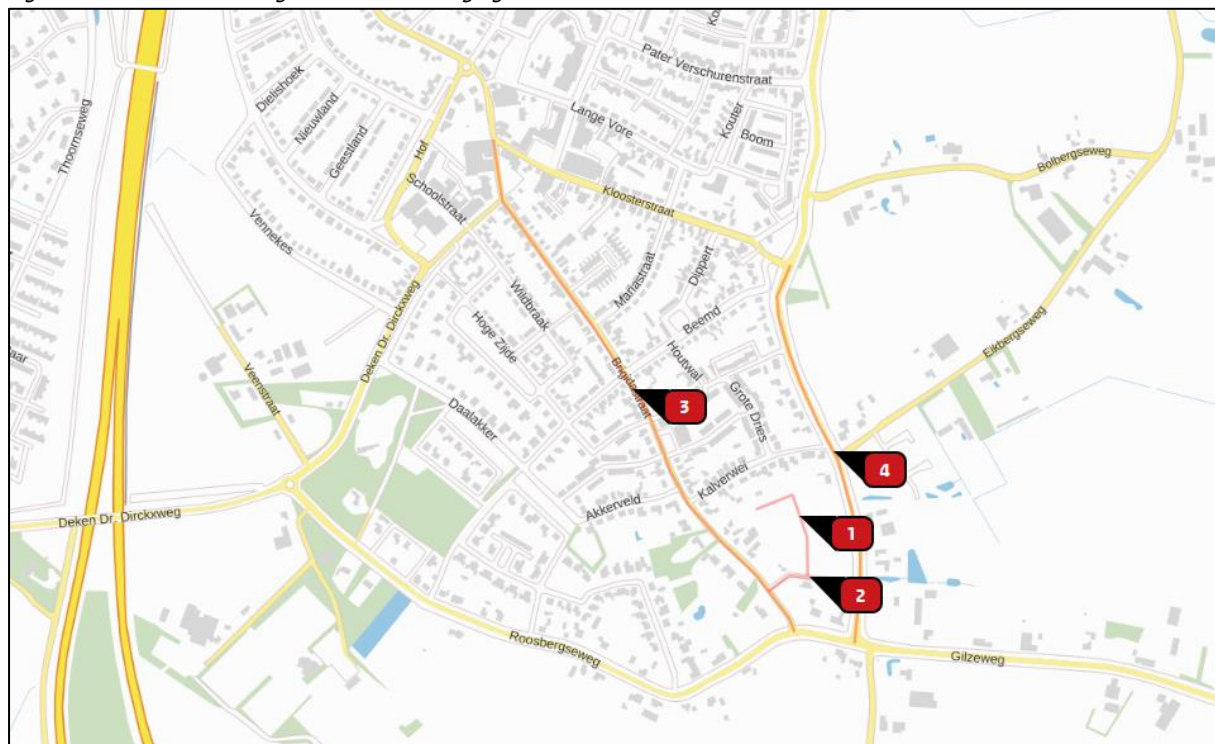 Pater Verschurenstraat
Dielishoek
Nieuwland
Geestland
Thoornseweg
Lange Vore
Kouter
Boom
Hof
Schoolstraat
Kloosterstraat
Bolbergseweg
Vennekes
Mariastraat
Dippert
Wildbraak
Beemd
Hoge Zijde
Houtwal
Eikbergseweg
Deken Dr. Dirckxweg
Veenstraat
3
Grote Dries
Daalakker
Kalverwei
4
Akkerveld
Deken Dr. Dirckxweg
1
2
Roosbergseweg
Gilzeweg